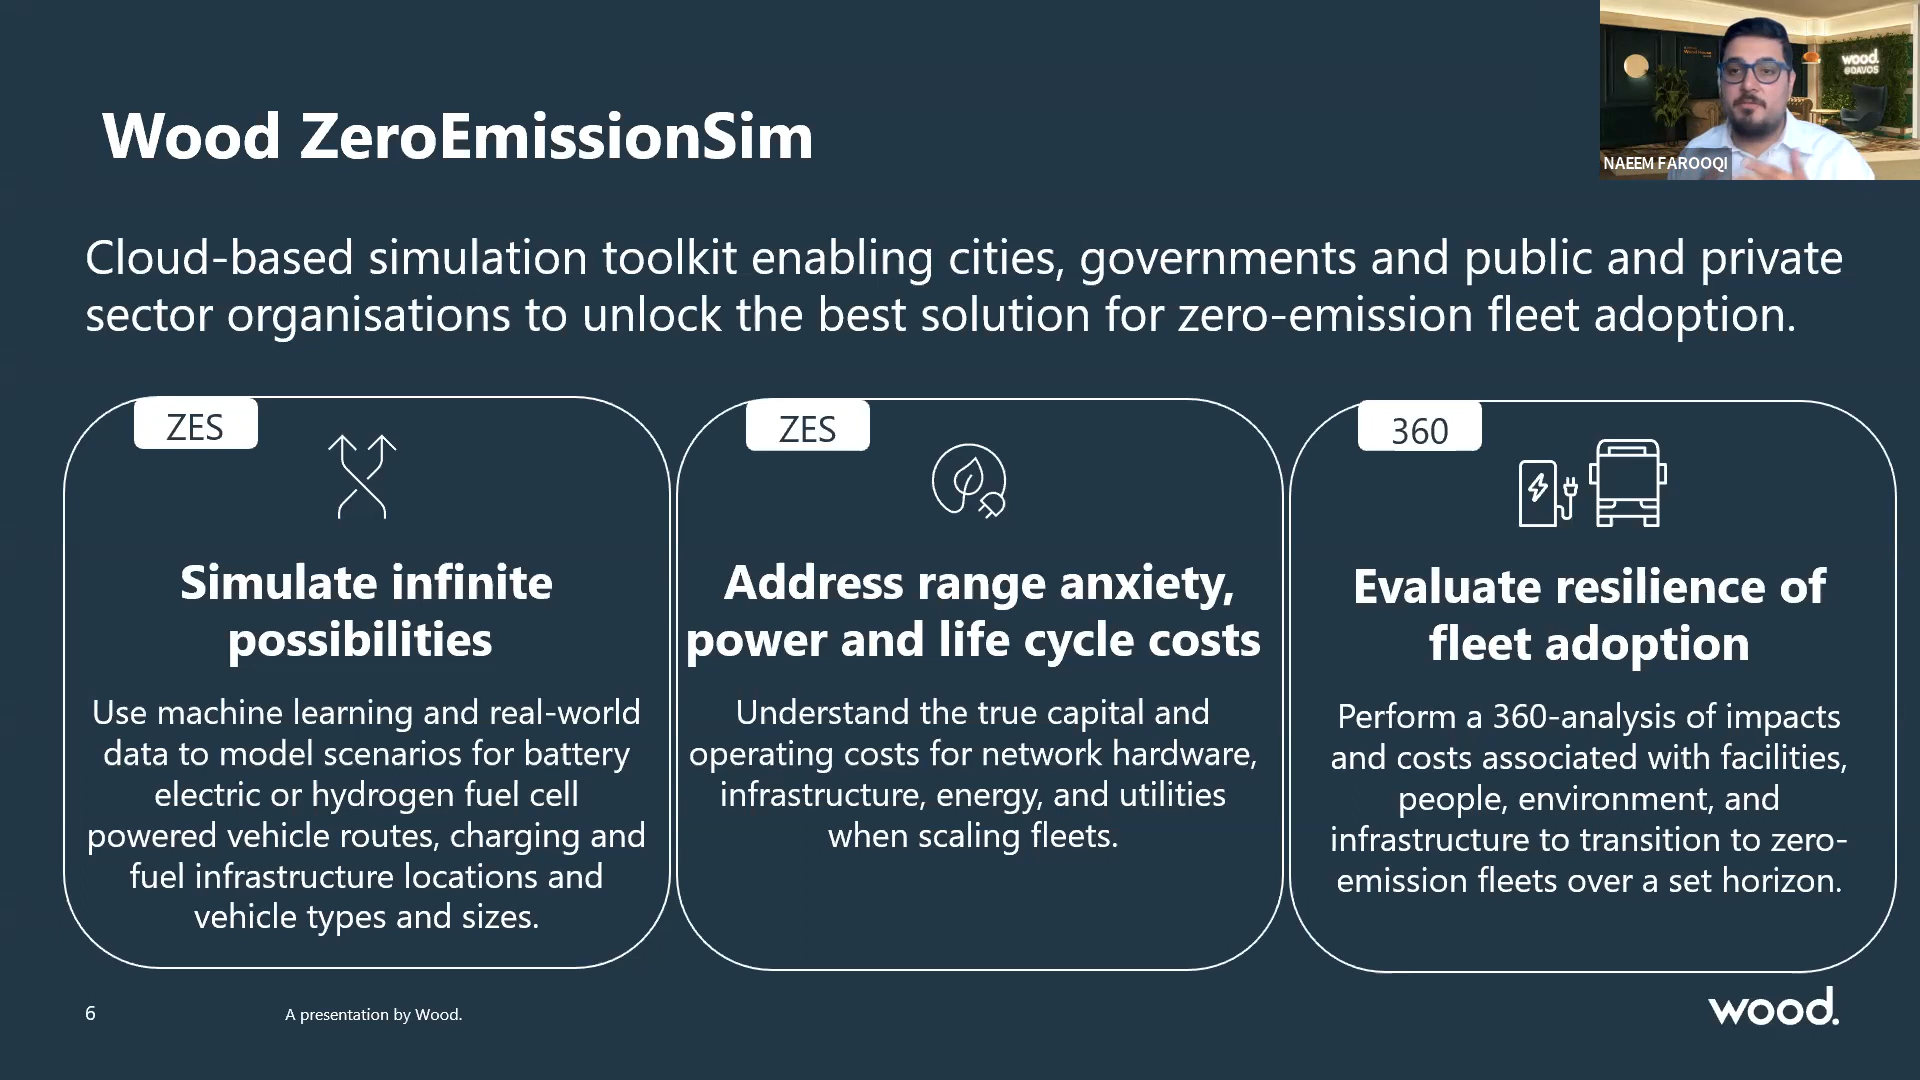 Wood ZeroEmissionSim
wood.
@DAVOS
NAEEM FAROOQI
Cloud-based simulation toolkit enabling cities, governments and public and private
sector organisations to unlock the best solution for zero-emission fleet adoption.
ZES
Simulate infinite
possibilities
Use machine learning and real-world
data to model scenarios for battery
electric or hydrogen fuel cell
powered vehicle routes, charging and
fuel infrastructure locations and
vehicle types and sizes.
ZES
Address range anxiety,
power and life cycle costs
Understand the true capital and
operating costs for network hardware,
infrastructure, energy, and utilities
when scaling fleets.
360
Evaluate resilience of
fleet adoption
Perform a 360-analysis of impacts
and costs associated with facilities,
people, environment, and
infrastructure to transition to zero-
emission fleets over a set horizon.
6
A presentation by Wood.
wood.